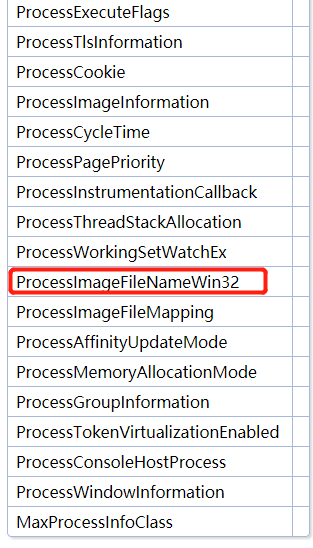 ProcessExecuteFlags
ProcessTlsInformation
ProcessCookie
ProcessImageInformation
ProcessCycleTime
ProcessPagePriority
ProcessInstrumentationCallback
ProcessThreadStackAllocation
ProcessWorkingSetWatchEx
ProcessImageFileNameWin32
ProcessImageFileMapping
ProcessAffinityUpdateMode
ProcessMemoryAllocationMode
ProcessGroupInformation
ProcessTokenVirtualizationEnabled
ProcessConsoleHostProcess
ProcessWindowInformation
MaxProcessInfoClass